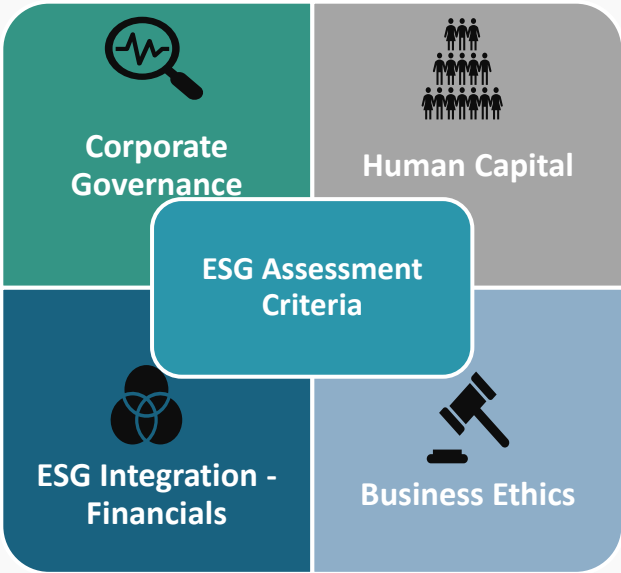 Corporate
Governance
Human Capital
ESG Assessment
Criteria
ESG Integration -
Financials
Business Ethics